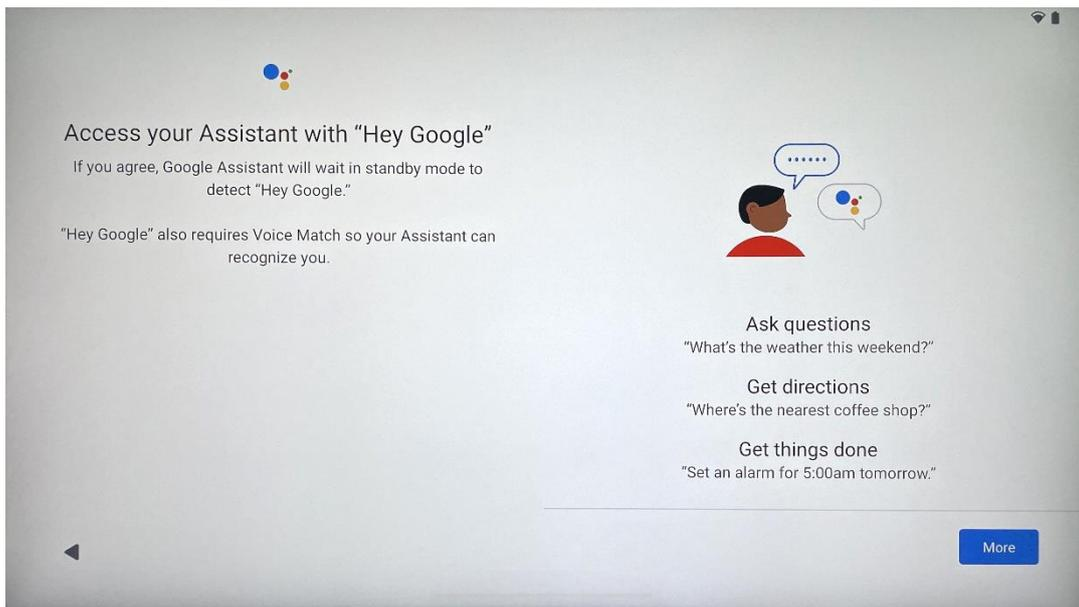 Access your Assistant with “Hey Google”
If you agree, Google Assistant will wait in standby mode to
detect “Hey Google.”
“Hey Google” also requires Voice Match so your Assistant can
recognize you.
Ask questions
“What’s the weather this weekend?”
Get directions
“Where’s the nearest coffee shop?”
Get things done
“Set an alarm for 5:00am tomorrow.”
More